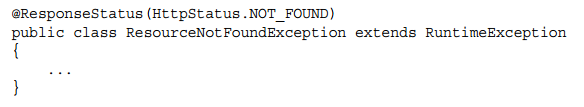 @ResponseStatus(HttpStatus.NOT_FOUND)
public class ResourceNotFoundException extends RuntimeException
{
    ...
}